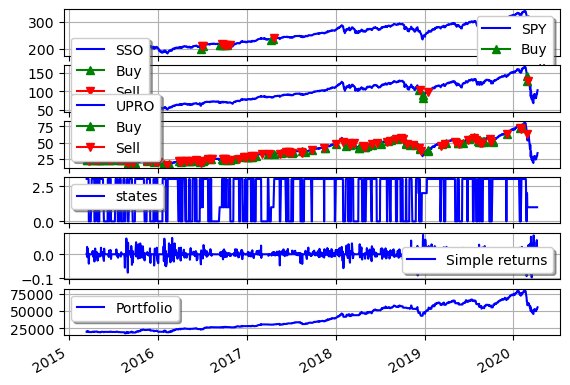 300
200
SPY
Buy
150
100
50
SSO
Buy
Sell
75
50
25
UPRO
Buy
Sell
2.5
0.0
states
0.0
−0.1
Simple returns
75000
50000
25000
Portfolio
2015 2016 2017 2018 2019 2020